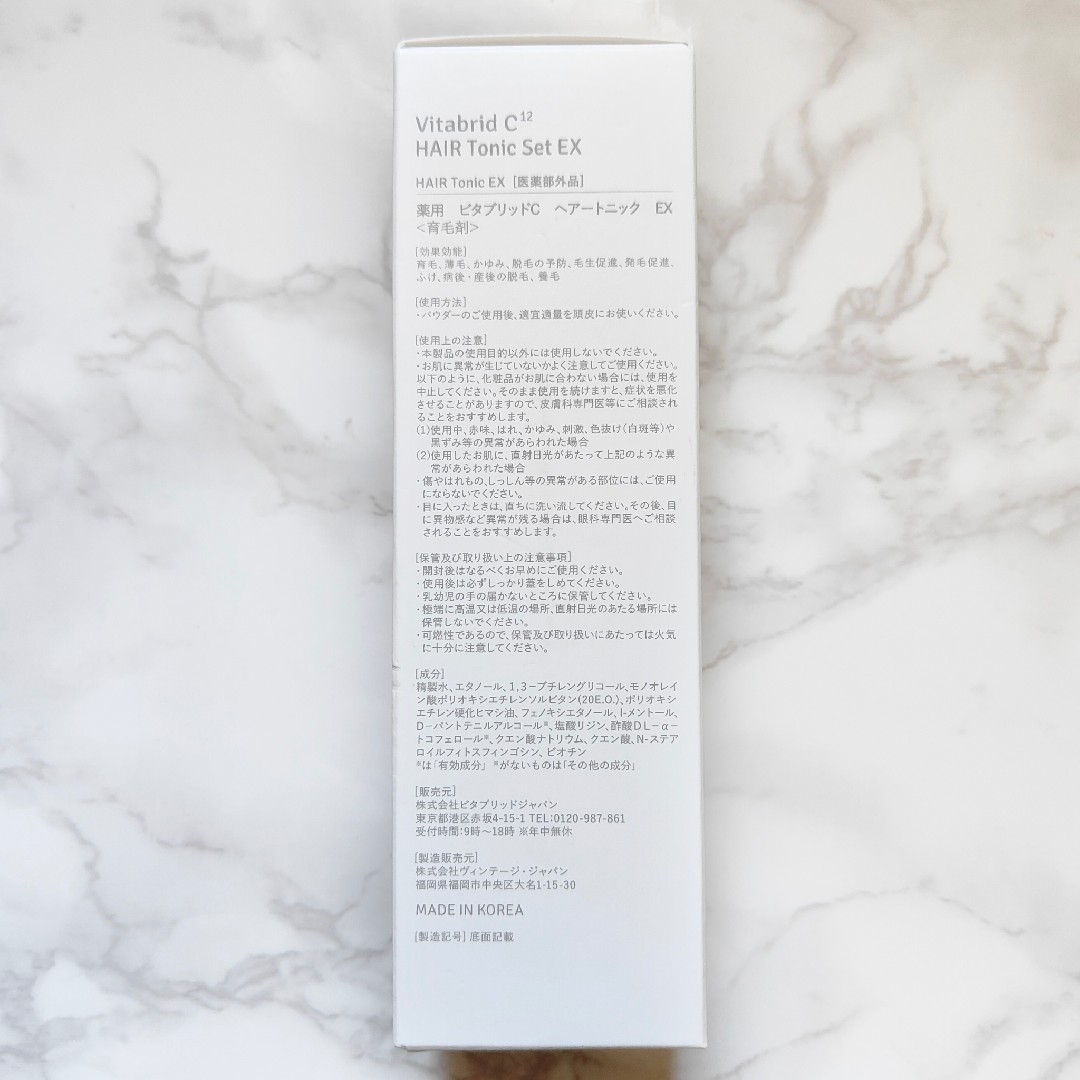 Vitabrid C¹²
HAIR Tonic Set EX
HAIR Tonic EX [医薬部外品]
薬用 ビタブリッドC ヘアートニック EX
<育毛剤>
[効果効能]
育毛、薄毛、かゆみ、脱毛の予防、毛生促進、発毛促進、
ふけ、病後・産後の脱毛、養毛
[使用方法]
・パウダーのご使用後、適宜適量を頭皮にお使いください。
[使用上の注意]
・本製品の使用目的以外には使用しないでください。
・お肌に異常が生じていないかよく注意してご使用ください。
以下のように、化粧品がお肌に合わない場合には、使用を
中止してください。そのまま使用を続けますと、症状を悪化
させることがありますので、皮膚科専門医等にご相談され
ることをおすすめします。
(1)使用中、赤味、はれ、かゆみ、刺激、色抜け(白斑等)や
黒ずみ等の異常があらわれた場合
(2)使用したお肌に、直射日光があたって上記のような異
常があらわれた場合
・傷やはれもの、しっしん等の異常がある部位には、ご使用
にならないでください。
・目に入ったときは、直ちに洗い流してください。その後、目
に異物感など異常が残る場合は、眼科専門医へご相談
されることをおすすめします。
[保管及び取り扱い上の注意事項]
・開封後はなるべくお早めにご使用ください。
・使用後は必ずしっかり蓋をしめてください。
・乳幼児の手の届かないところに保管してください。
・極端に高温又は低温の場所、直射日光のあたる場所には
保管しないでください。
・可燃性であるので、保管及び取り扱いにあたっては火気
に十分に注意してください。
[成分]
精製水、エタノール、1,3-ブチレングリコール、モノオレイ
ン酸ポリオキシエチレンソルビタン(20E.O.)、ポリオキシ
エチレン硬化ヒマシ油、フェノキシエタノール、l-メントール、
D-パントテニルアルコール*、塩酸リジン、酢酸DL-α-
トコフェロール*、クエン酸ナトリウム、クエン酸、N-ステア
ロイルフィトスフィンゴシン、ビオチン
*は「有効成分」 *がないものは「その他の成分」
[販売元]
株式会社ビタブリッドジャパン
東京都港区赤坂4-15-1 TEL:0120-987-861
受付時間:9時〜18時 ※年中無休
[製造販売元]
株式会社ヴィンテージ・ジャパン
福岡県福岡市中央区大名1-15-30
MADE IN KOREA
[製造記号] 底面記載